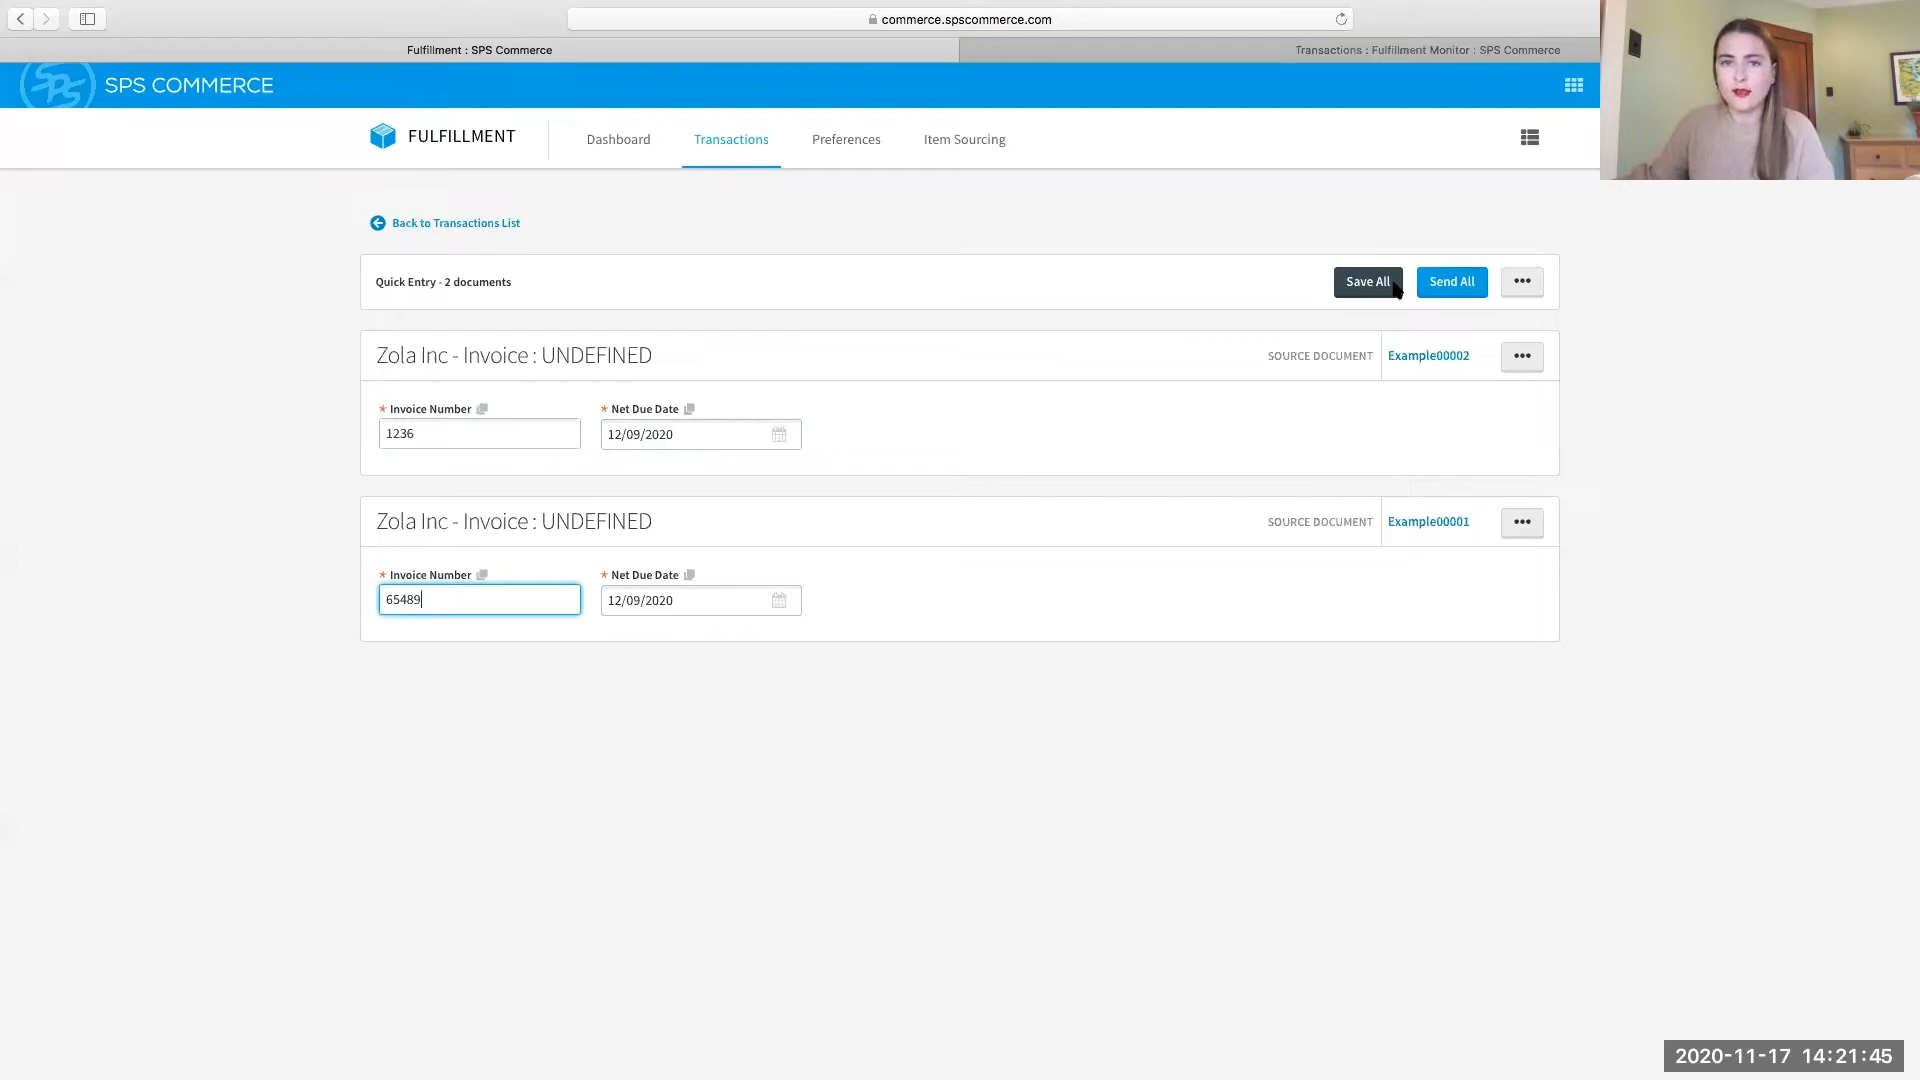 commerce.spscommerce.com
Fulfillment : SPS Commerce
Transactions : Fulfillment Monitor : SPS Commerce
SPS SPS COMMERCE
FULFILLMENT Dashboard Transactions Preferences Item Sourcing
Back to Transactions List
Quick Entry - 2 documents Save All Send All
Zola Inc - Invoice : UNDEFINED SOURCE DOCUMENT Example00002
* Invoice Number * Net Due Date
1236 12/09/2020
Zola Inc - Invoice : UNDEFINED SOURCE DOCUMENT Example00001
* Invoice Number * Net Due Date
65489 12/09/2020
2020-11-17 14:21:45